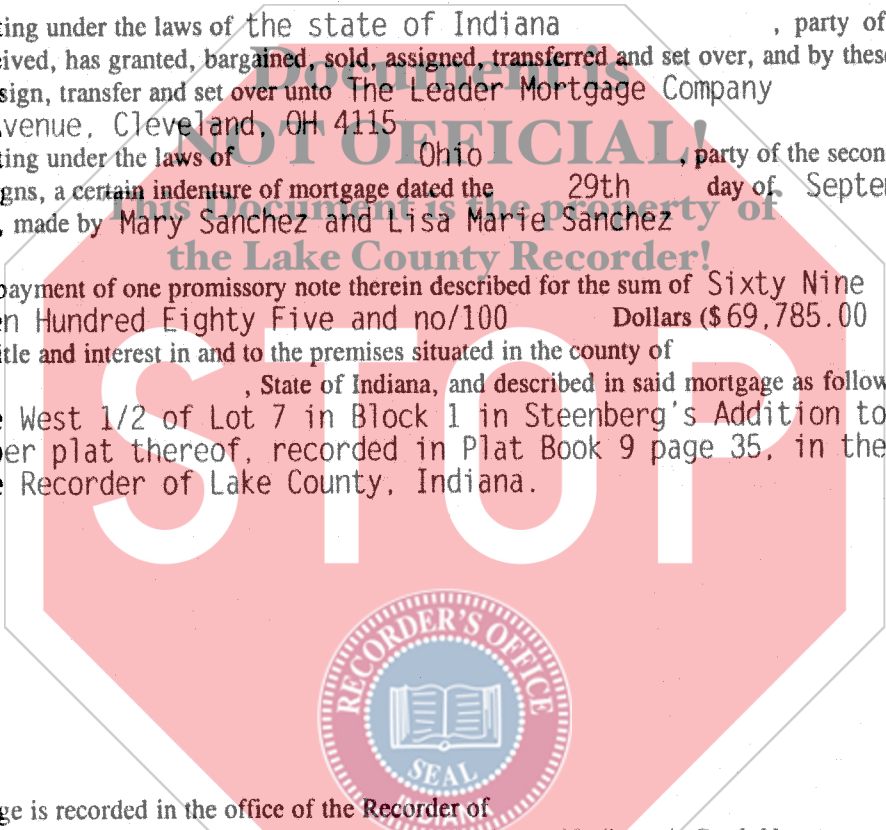 ting under the laws of the state of Indiana , party of
eived, has granted, bargained, sold, assigned, transferred and set over, and by these
Document is
sign, transfer and set over unto The Leader Mortgage Company
venue, Cleveland, OH 4115
NOT OFFICIAL!
ting under the laws of Ohio , party of the secon
gns, a certain indenture of mortgage dated the 29th day of Septe
This Document is the property of
, made by Mary Sanchez and Lisa Marie Sanchez
the Lake County Recorder!
payment of one promissory note therein described for the sum of Sixty Nine
en Hundred Eighty Five and no/100 Dollars ($ 69,785.00
itle and interest in and to the premises situated in the county of
, State of Indiana, and described in said mortgage as follow
e West 1/2 of Lot 7 in Block 1 in Steenberg's Addition to
per plat thereof, recorded in Plat Book 9 page 35, in the
e Recorder of Lake County, Indiana.
STOP
RECORDER'S OFFICE
SEAL
INDIANA
ge is recorded in the office of the Recorder of